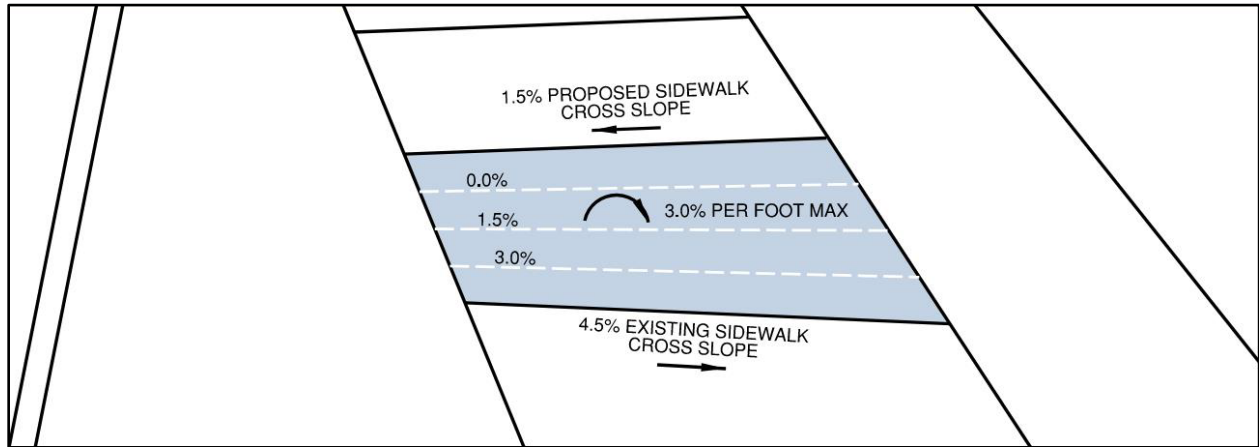 1.5% PROPOSED SIDEWALK
CROSS SLOPE
0.0%
1.5%
3.0% PER FOOT MAX
3.0%
4.5% EXISTING SIDEWALK
CROSS SLOPE